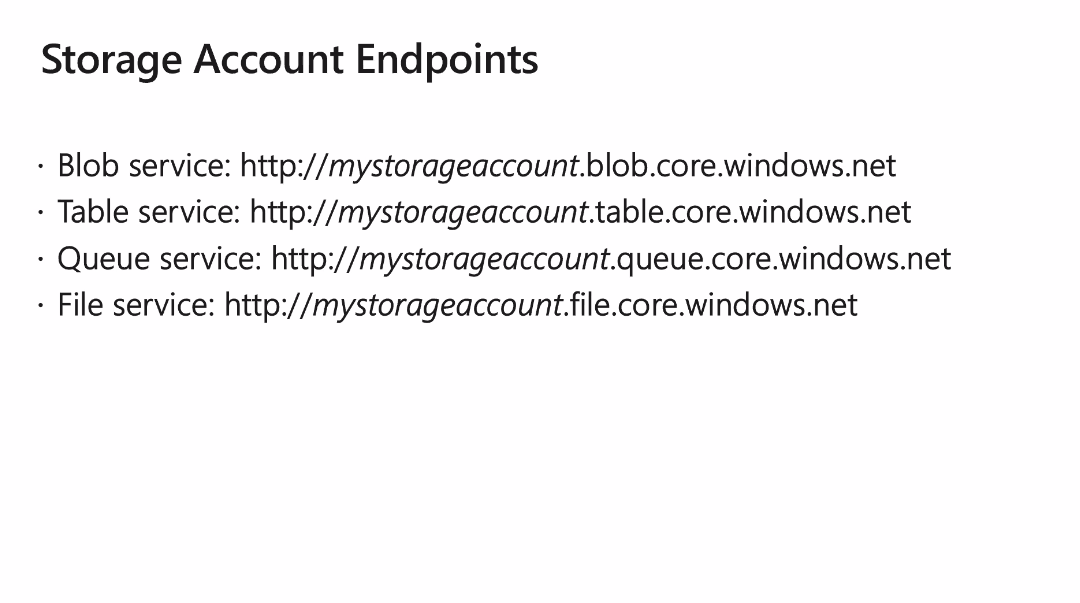 Storage Account Endpoints
· Blob service: http://mystorageaccount.blob.core.windows.net
· Table service: http://mystorageaccount.table.core.windows.net
· Queue service: http://mystorageaccount.queue.core.windows.net
· File service: http://mystorageaccount.file.core.windows.net